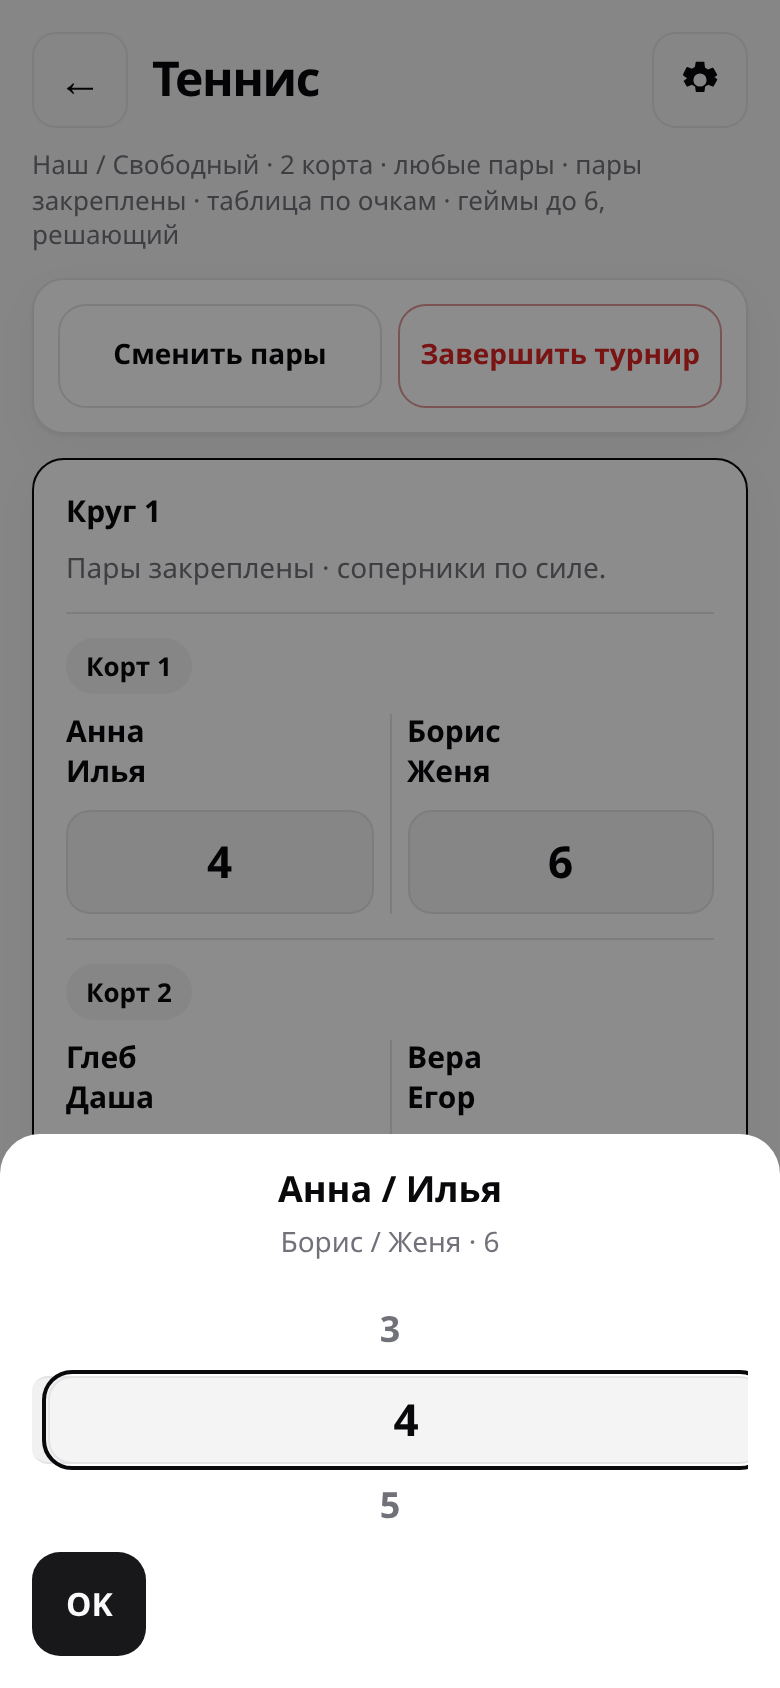 ← Теннис
Наш / Свободный · 2 корта · любые пары · пары
закреплены · таблица по очкам · геймы до 6,
решающий
Сменить пары
Завершить турнир
Круг 1
Пары закреплены · соперники по силе.
Корт 1
Анна
Илья
Борис
Женя
4
6
Корт 2
Глеб
Даша
Вера
Егор
Анна / Илья
Борис / Женя · 6
3
4
5
OK